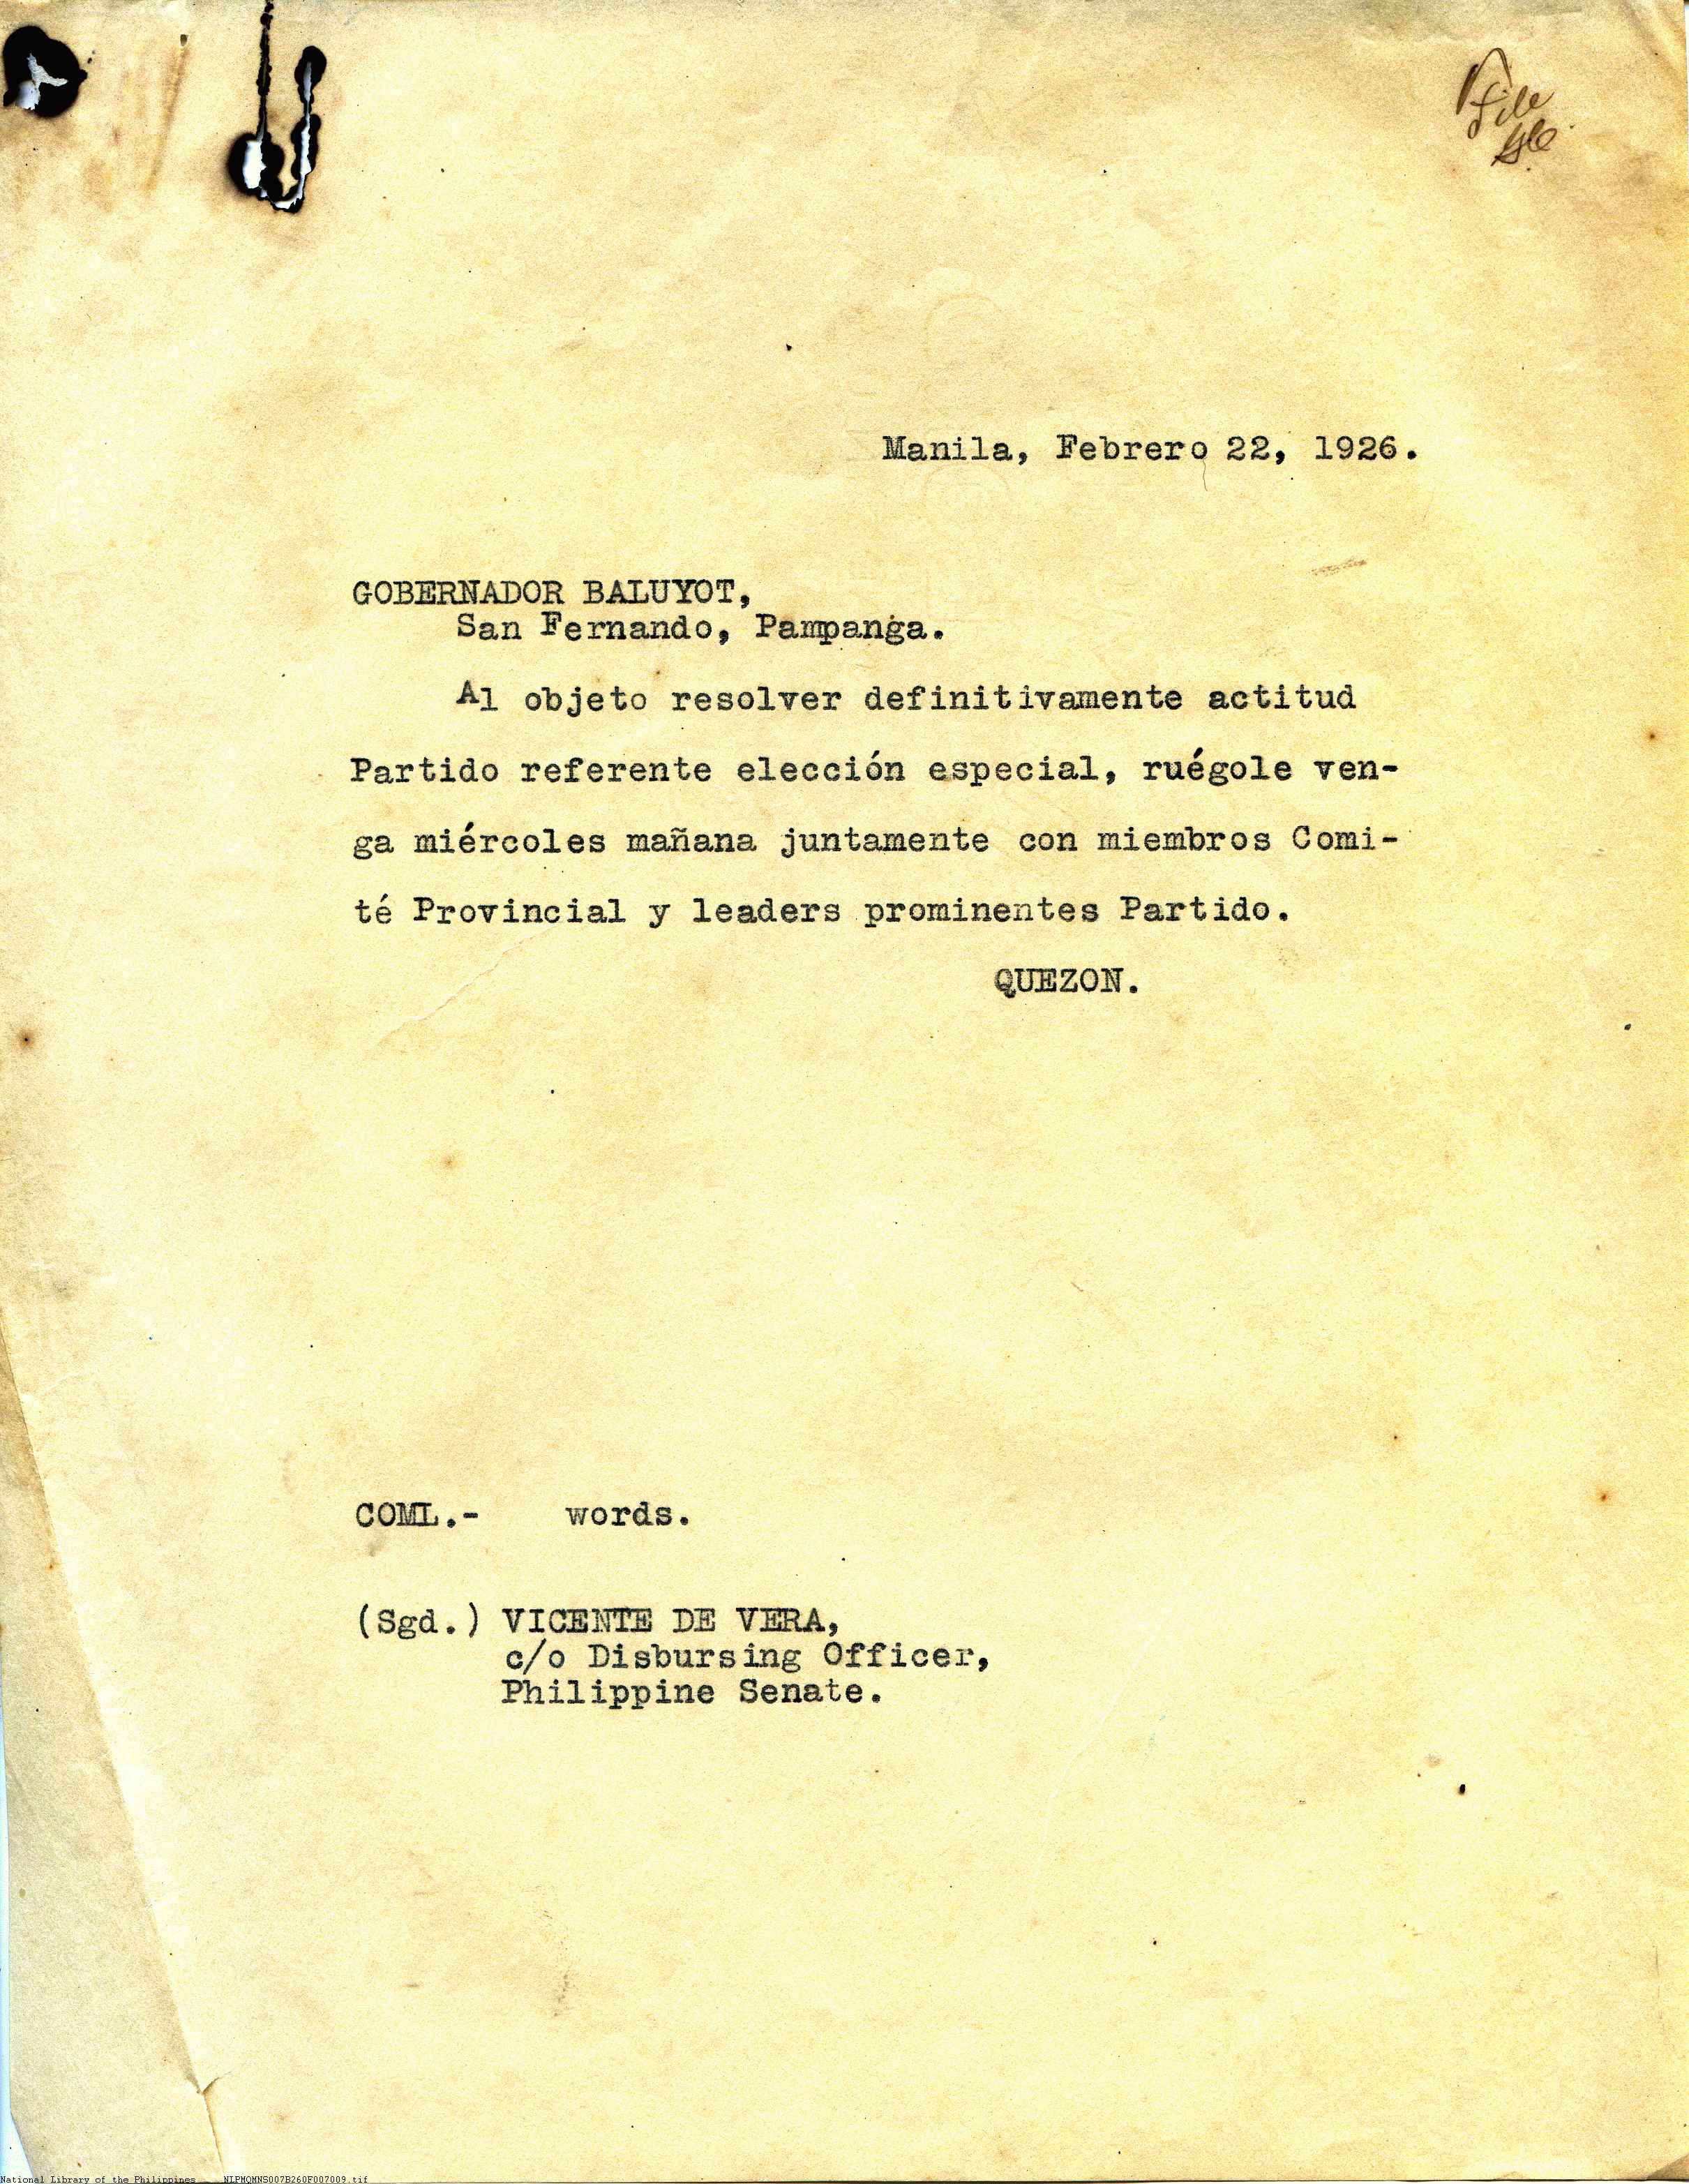 file
Manila, Febrero 22, 1926.
GOBERNADOR BALUYOT,
San Fernando, Pampanga.
Al objeto resolver definitivamente actitud
Partido referente elección especial, ruégole ven-
ga miércoles mañana juntamente con miembros Comi-
té Provincial y leaders prominentes Partido.
QUEZON.
COML.- words.
(Sgd.) VICENTE DE VERA,
c/o Disbursing Officer,
Philippine Senate.
National Library of the Philippines NLPMQMNS007B260F007009.tif